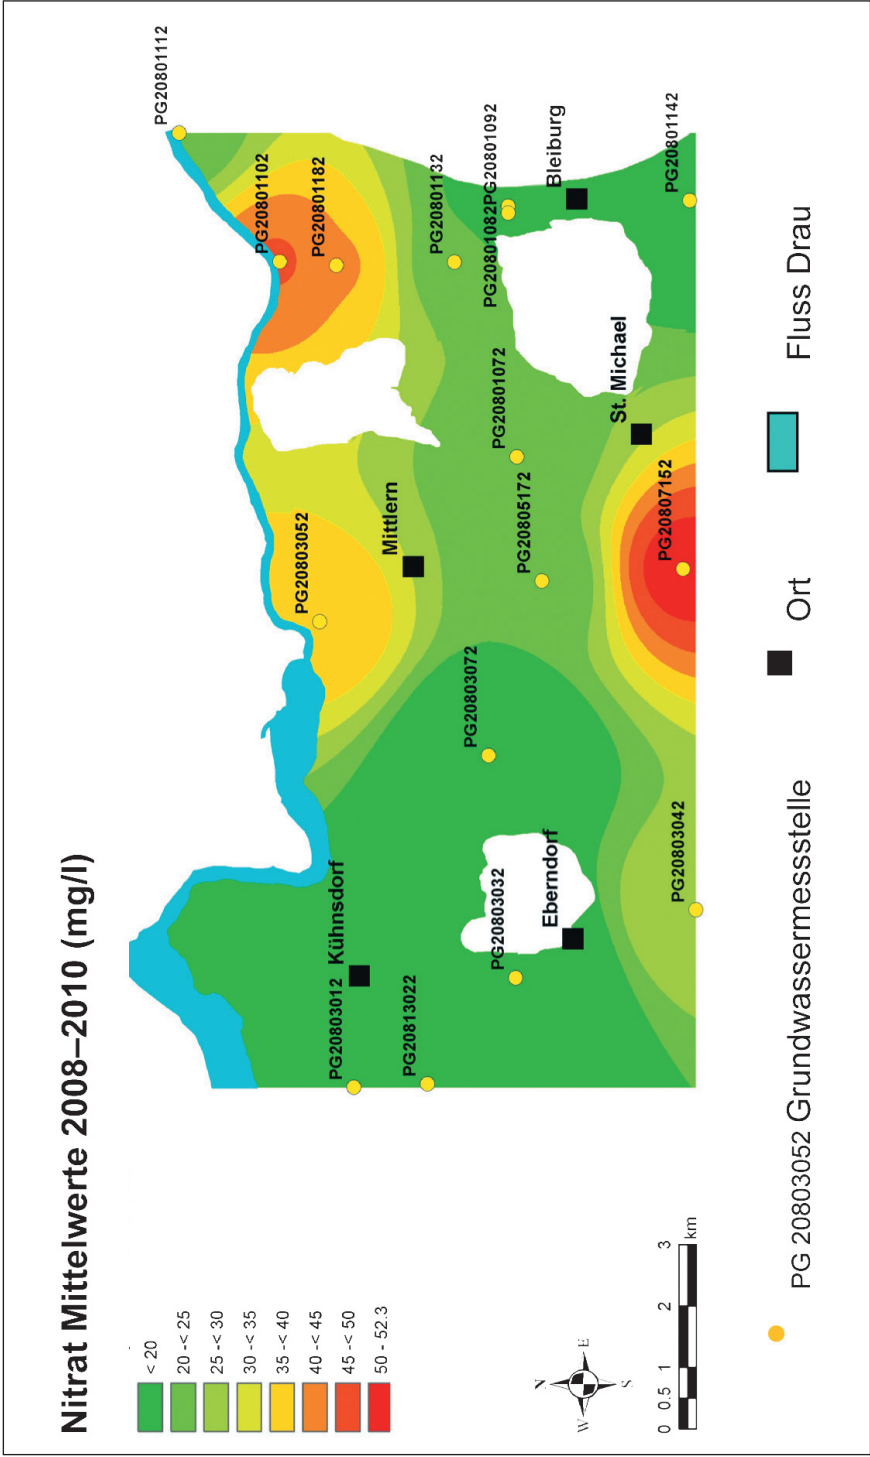 Nitrat Mittelwerte 2008–2010 (mg/l)
< 20
20 -< 25
25 -< 30
30 -< 35
35 -< 40
40 -< 45
45 -< 50
50 - 52.3
N
W
E
S
0 0.5 1 2 3
km
PG20801112
PG20801102
PG20801182
PG20803052
PG20801132
Mittlern
Kühnsdorf
PG20803012
PG20813022
PG20803072
PG20801082
PG20801092
PG20801072
PG20805172
Bleiburg
PG20803032
Eberndorf
St. Michael
PG20801142
PG20807152
PG20803042
PG 20803052 Grundwassermessstelle
Ort
Fluss Drau